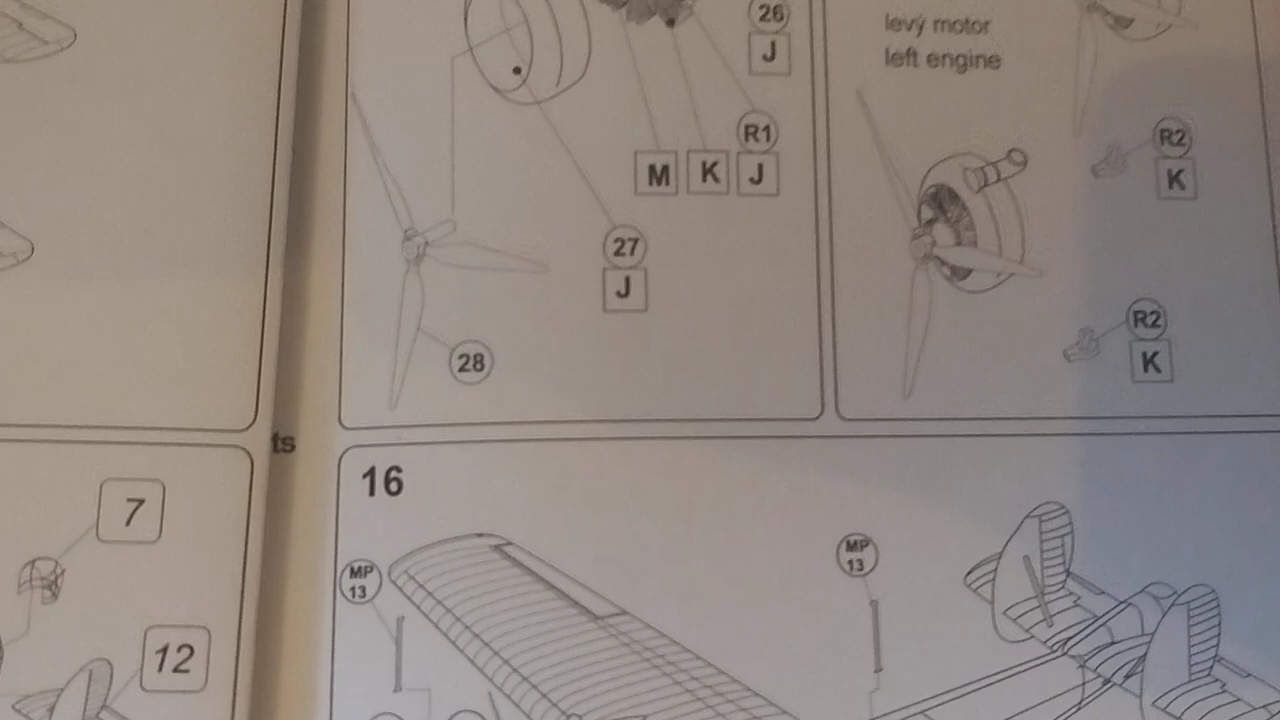 26
J
levý motor
left engine
R1
M
K
J
R2
K
27
J
28
R2
K
ts
7
12
16
MP
13
MP
13